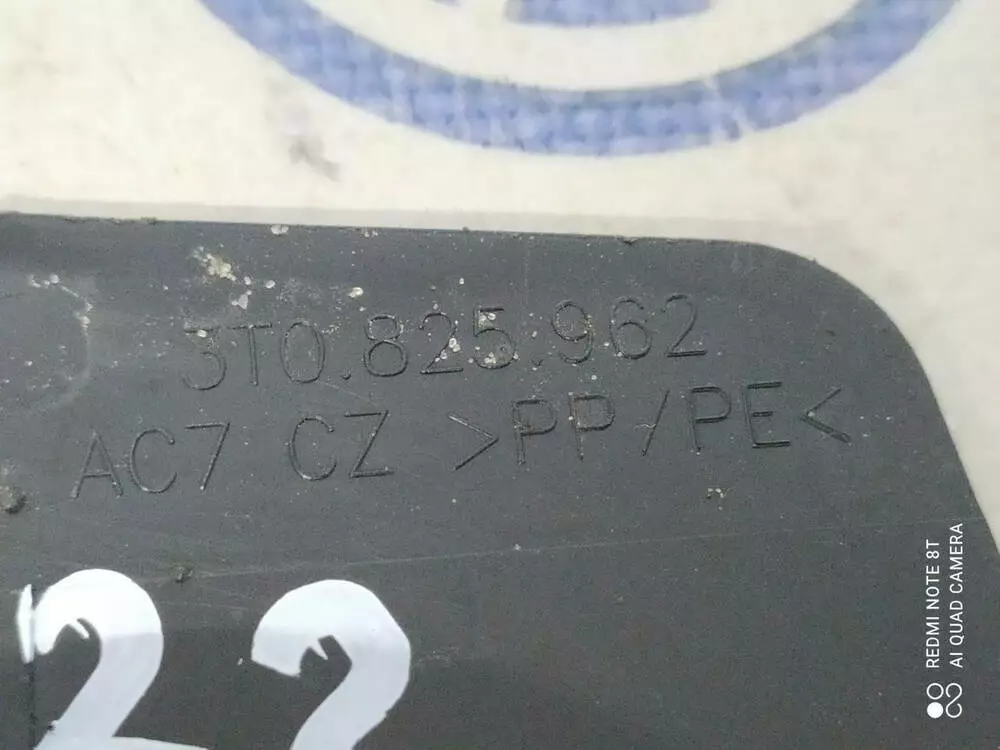 3T0.825.962
AC7 CZ >PP/PE<
22
REDMI NOTE 8T
AI QUAD CAMERA